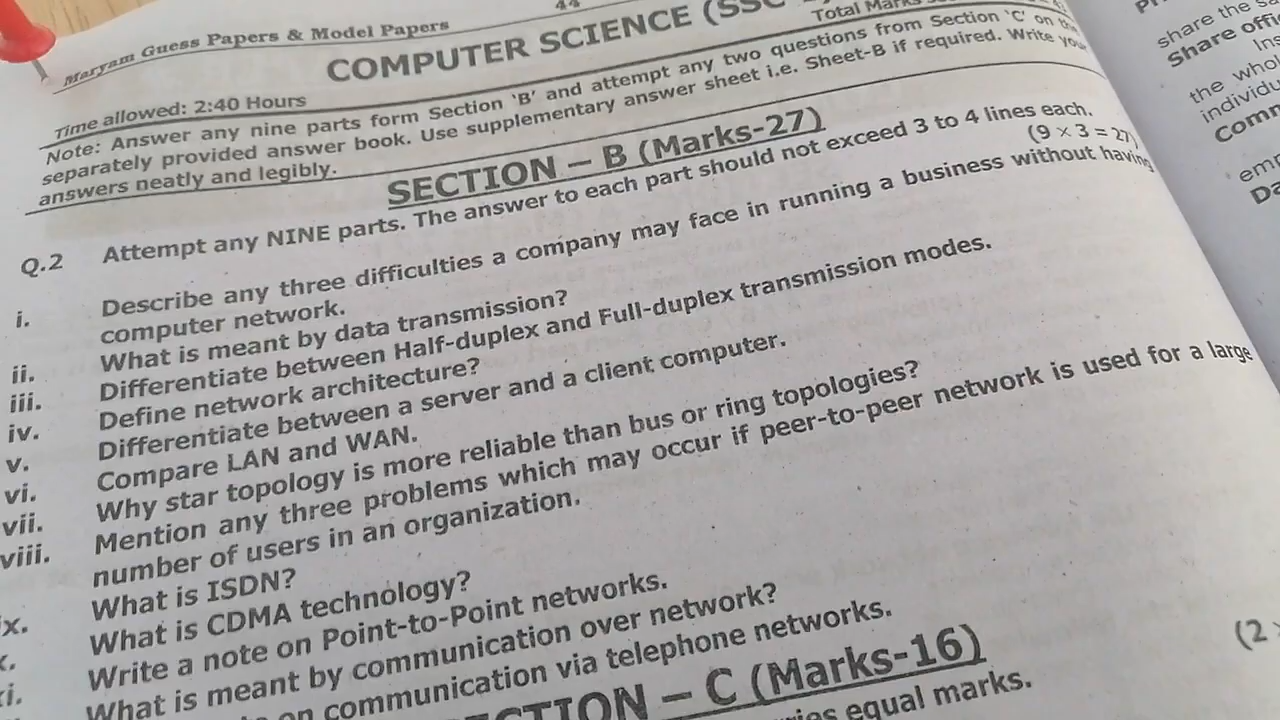 44
Maryam Guess Papers & Model Papers
COMPUTER SCIENCE (SSC
Total Marks
Time allowed: 2:40 Hours
Note: Answer any nine parts form Section 'B' and attempt any two questions from Section 'C' on the
separately provided answer book. Use supplementary answer sheet i.e. Sheet-B if required. Write your
answers neatly and legibly.
SECTION – B (Marks-27)
Q.2 Attempt any NINE parts. The answer to each part should not exceed 3 to 4 lines each.
(9 × 3 = 27)
i. Describe any three difficulties a company may face in running a business without having
computer network.
ii. What is meant by data transmission?
iii. Differentiate between Half-duplex and Full-duplex transmission modes.
iv. Define network architecture?
v. Differentiate between a server and a client computer.
vi. Compare LAN and WAN.
vii. Why star topology is more reliable than bus or ring topologies?
viii. Mention any three problems which may occur if peer-to-peer network is used for a large
number of users in an organization.
ix. What is ISDN?
x. What is CDMA technology?
xi. Write a note on Point-to-Point networks.
What is meant by communication over network?
on communication via telephone networks.
SECTION – C (Marks-16)
(2
equal marks.
share the
Share offi
Ins
the whol
individu
Comm
emp
Da